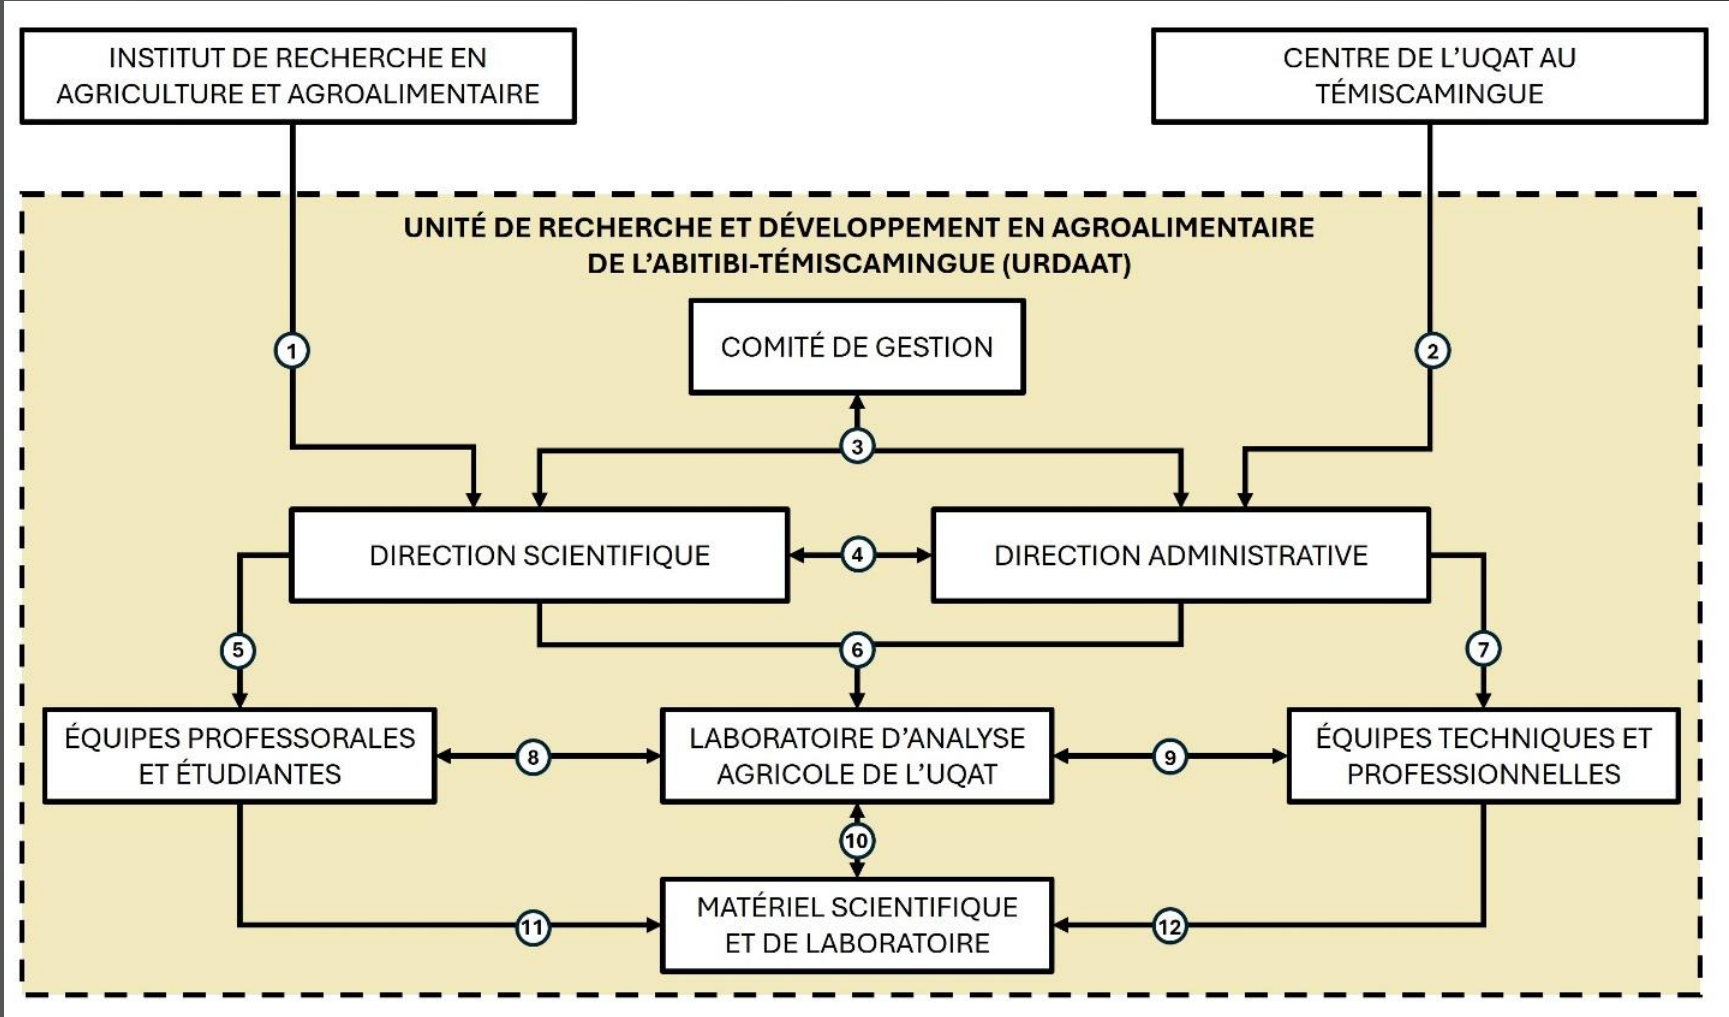 INSTITUT DE RECHERCHE EN
AGRICULTURE ET AGROALIMENTAIRE
CENTRE DE L'UQAT AU
TÉMISCAMINGUE
UNITÉ DE RECHERCHE ET DÉVELOPPEMENT EN AGROALIMENTAIRE
DE L'ABITIBI-TÉMISCAMINGUE (URDAAT)
COMITÉ DE GESTION
1
2
3
DIRECTION SCIENTIFIQUE
4
DIRECTION ADMINISTRATIVE
5
6
7
ÉQUIPES PROFESSORALES
ET ÉTUDIANTES
8
LABORATOIRE D'ANALYSE
AGRICOLE DE L'UQAT
9
ÉQUIPES TECHNIQUES ET
PROFESSIONNELLES
10
11
MATÉRIEL SCIENTIFIQUE
ET DE LABORATOIRE
12